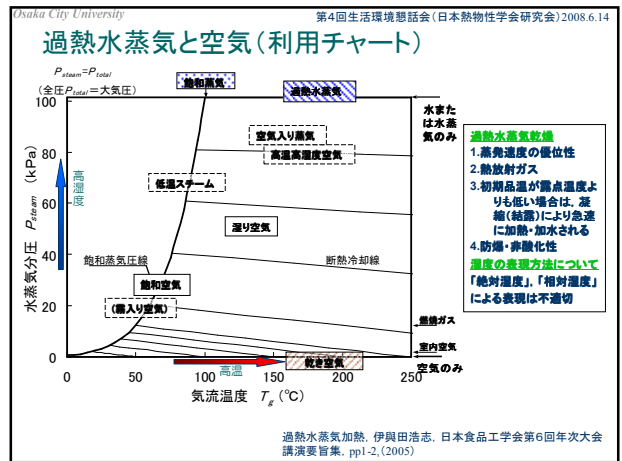 Osaka City University
第４回生活環境懇話会（日本熱物性学会研究会）2008.6.14
過熱水蒸気と空気（利用チャート）
P steam=P total
（全圧P total＝大気圧）
飽和蒸気
過熱水蒸気
水また
は水蒸
気のみ
空気入り蒸気
高温高湿度空気
低温スチーム
湿り空気
飽和蒸気圧線
断熱冷却線
飽和空気
（霧入り空気）
燃焼ガス
室内空気
空気のみ
乾き空気
高温
高湿度
水蒸気分圧 P steam (kPa)
100
80
60
40
20
0
0
50
100
150
200
250
気流温度 Tg (℃)
過熱水蒸気乾燥
1.蒸発速度の優位性
2.熱放射ガス
3.初期品温が露点温度よ
りも低い場合は、凝
縮（結露）により急速
に加熱・加水される
4.防爆・非酸化性
湿度の表現方法について
「絶対湿度」，「相対湿度」
による表現は不適切
過熱水蒸気加熱，伊與田浩志，日本食品工学会第６回年次大会
講演要旨集，pp1-2,（2005）